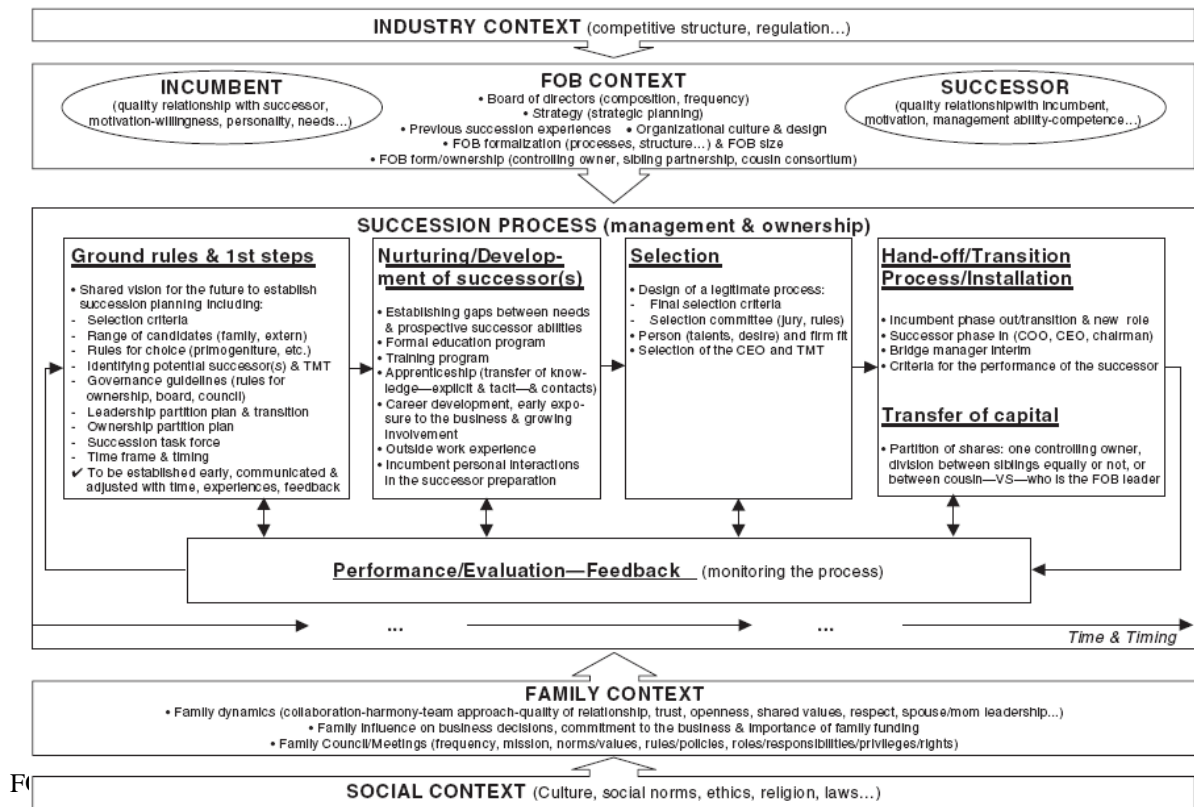 INDUSTRY CONTEXT (competitive structure, regulation...)
INCUMBENT
(quality relationship with successor,
motivation-willingness, personality, needs...)
FOB CONTEXT
• Board of directors (composition, frequency)
• Strategy (strategic planning)
• Previous succession experiences • Organizational culture & design
• FOB formalization (processes, structure...) & FOB size
• FOB form/ownership (controlling owner, sibling partnership, cousin consortium)
SUCCESSOR
(quality relationshipwith incumbent,
motivation, management ability-competence...)
SUCCESSION PROCESS (management & ownership)
Ground rules & 1st steps
• Shared vision for the future to establish
succession planning including:
- Selection criteria
- Range of candidates (family, extern)
- Rules for choice (primogeniture, etc.)
- Identifying potential successor(s) & TMT
- Governance guidelines (rules for
ownership, board, council)
- Leadership partition plan & transition
- Ownership partition plan
- Succession task force
- Time frame & timing
✔ To be established early, communicated &
adjusted with time, experiences, feedback
Nurturing/Develop-
ment of successor(s)
• Establishing gaps between needs
& prospective successor abilities
• Formal education program
• Training program
• Apprenticeship (transfer of know-
ledge—explicit & tacit—& contacts)
• Career development, early expo-
sure to the business & growing
involvement
• Outside work experience
• Incumbent personal interactions
in the successor preparation
Selection
• Design of a legitimate process:
- Final selection criteria
- Selection committee (jury, rules)
• Person (talents, desire) and firm fit
• Selection of the CEO and TMT
Hand-off/Transition
Process/Installation
• Incumbent phase out/transition & new role
• Successor phase in (COO, CEO, chairman)
• Bridge manager interim
• Criteria for the performance of the successor
Transfer of capital
• Partition of shares: one controlling owner,
division between siblings equally or not, or
between cousin—VS—who is the FOB leader
Performance/Evaluation—Feedback (monitoring the process)
... ...
Time & Timing
FAMILY CONTEXT
• Family dynamics (collaboration-harmony-team approach-quality of relationship, trust, openness, shared values, respect, spouse/mom leadership...)
• Family influence on business decisions, commitment to the business & importance of family funding
• Family Council/Meetings (frequency, mission, norms/values, rules/policies, roles/responsibilities/privileges/rights)
SOCIAL CONTEXT (Culture, social norms, ethics, religion, laws...)